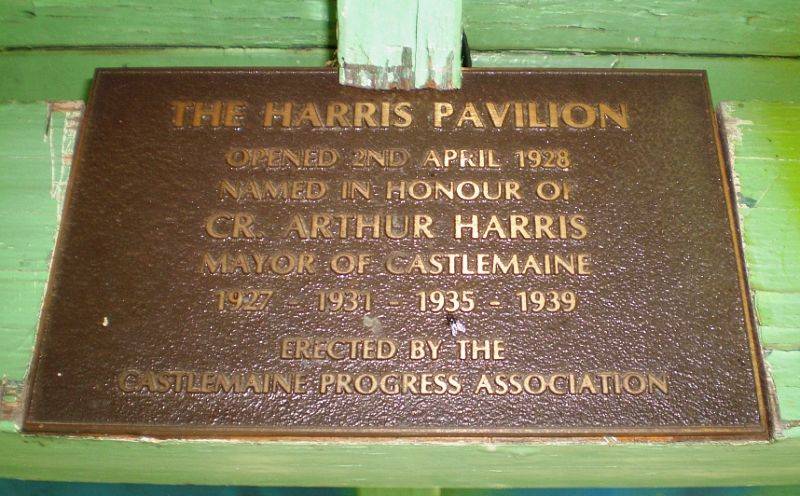 THE HARRIS PAVILION
OPENED 2ND APRIL 1928
NAMED IN HONOUR OF
CR. ARTHUR HARRIS
MAYOR OF CASTLEMAINE
1927 - 1931 - 1935 - 1939
ERECTED BY THE
CASTLEMAINE PROGRESS ASSOCIATION